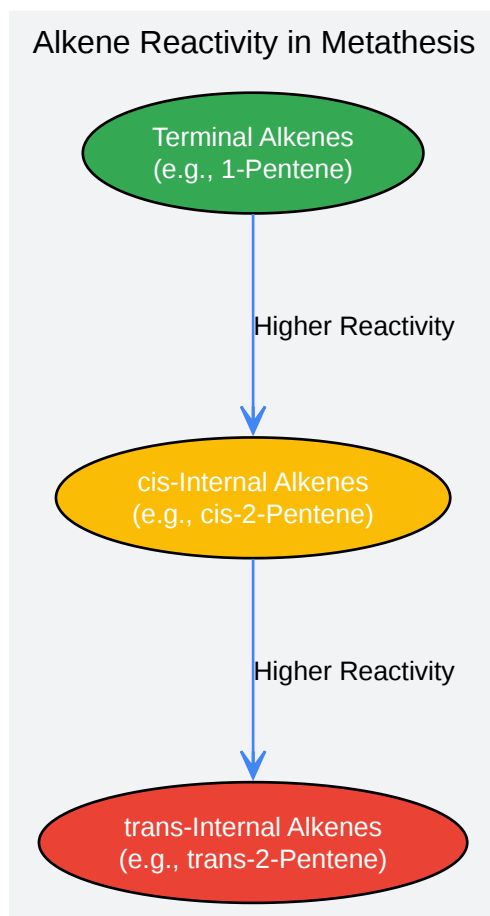 Alkene Reactivity in Metathesis
Terminal Alkenes
(e.g., 1-Pentene)
Higher Reactivity
cis-Internal Alkenes
(e.g., cis-2-Pentene)
Higher Reactivity
trans-Internal Alkenes
(e.g., trans-2-Pentene)